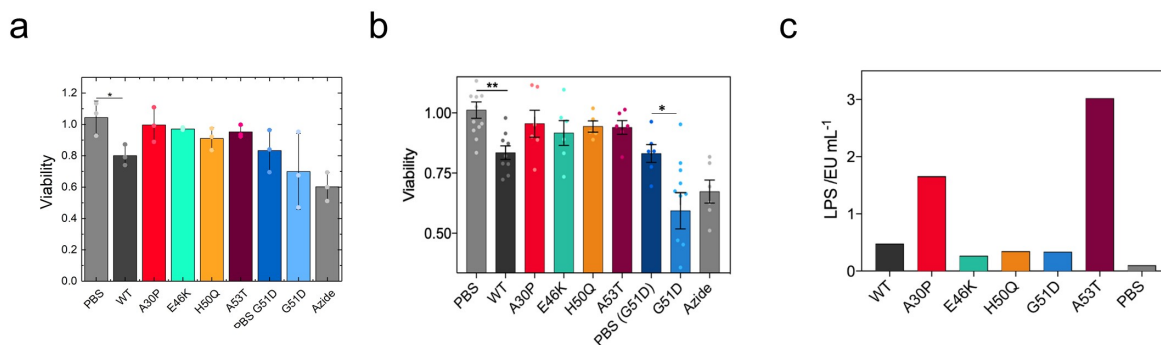 a
b
c
*
**
*
Viability
1.2
1.0
0.8
0.6
0.4
0.2
0.0
PBS
WT
A30P
E46K
H50Q
A53T
PBS G51D
G51D
Azide
Viability
1.00
0.75
0.50
PBS
WT
A30P
E46K
H50Q
A53T
PBS (G51D)
G51D
Azide
LPS /EU mL⁻¹
3
2
1
0
WT
A30P
E46K
H50Q
G51D
A53T
PBS